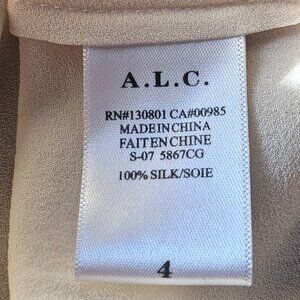 A.L.C.
RN#130801 CA#00985
MADE IN CHINA
FAIT EN CHINE
S-07 5867CG
100% SILK/SOIE
4